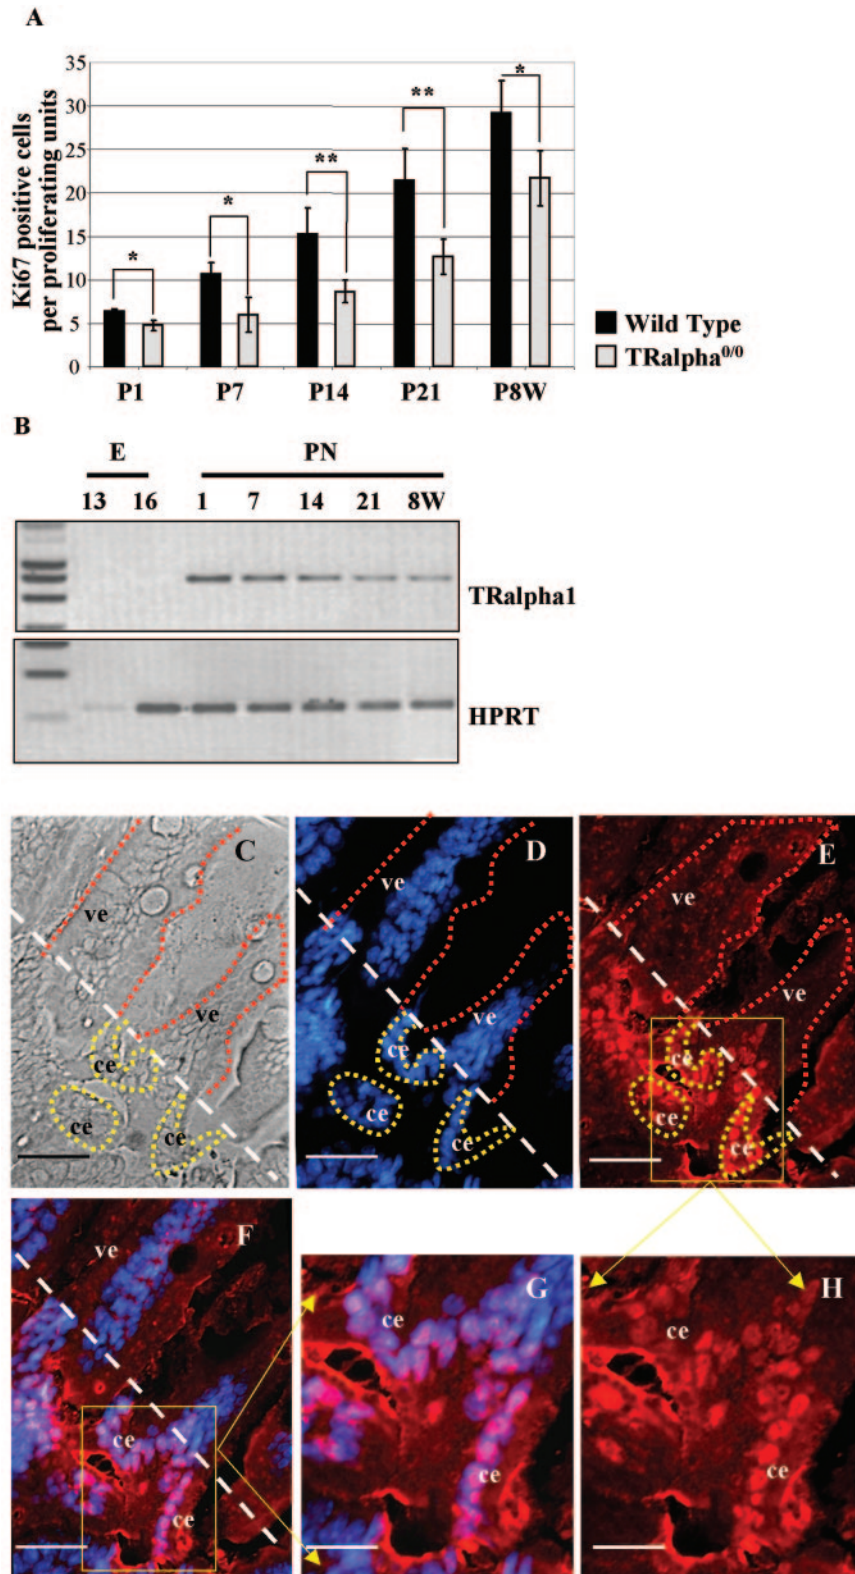 A
Ki67 positive cells
per proliferating units
35
30
25
20
15
10
5
0
*
*
**
**
*
P1 P7 P14 P21 P8W
Wild Type
TRalpha0/0
B
E PN
13 16 1 7 14 21 8W
TRalpha1
HPRT
C
ve
ve
ce
ce
ce
D
ve
ve
ce
ce
ce
E
ve
ve
ce
ce
ce
F
ve
ce
ce
G
ce
ce
H
ce
ce